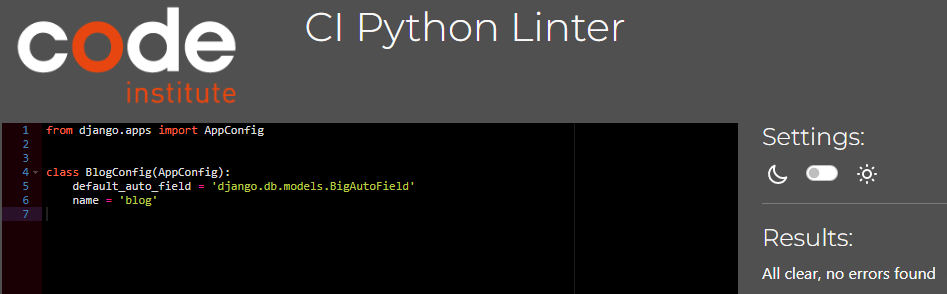 code
institute
CI Python Linter
1 from django.apps import AppConfig
2
3
4 class BlogConfig(AppConfig):
5     default_auto_field = 'django.db.models.BigAutoField'
6     name = 'blog'
7
Settings:
Results:
All clear, no errors found